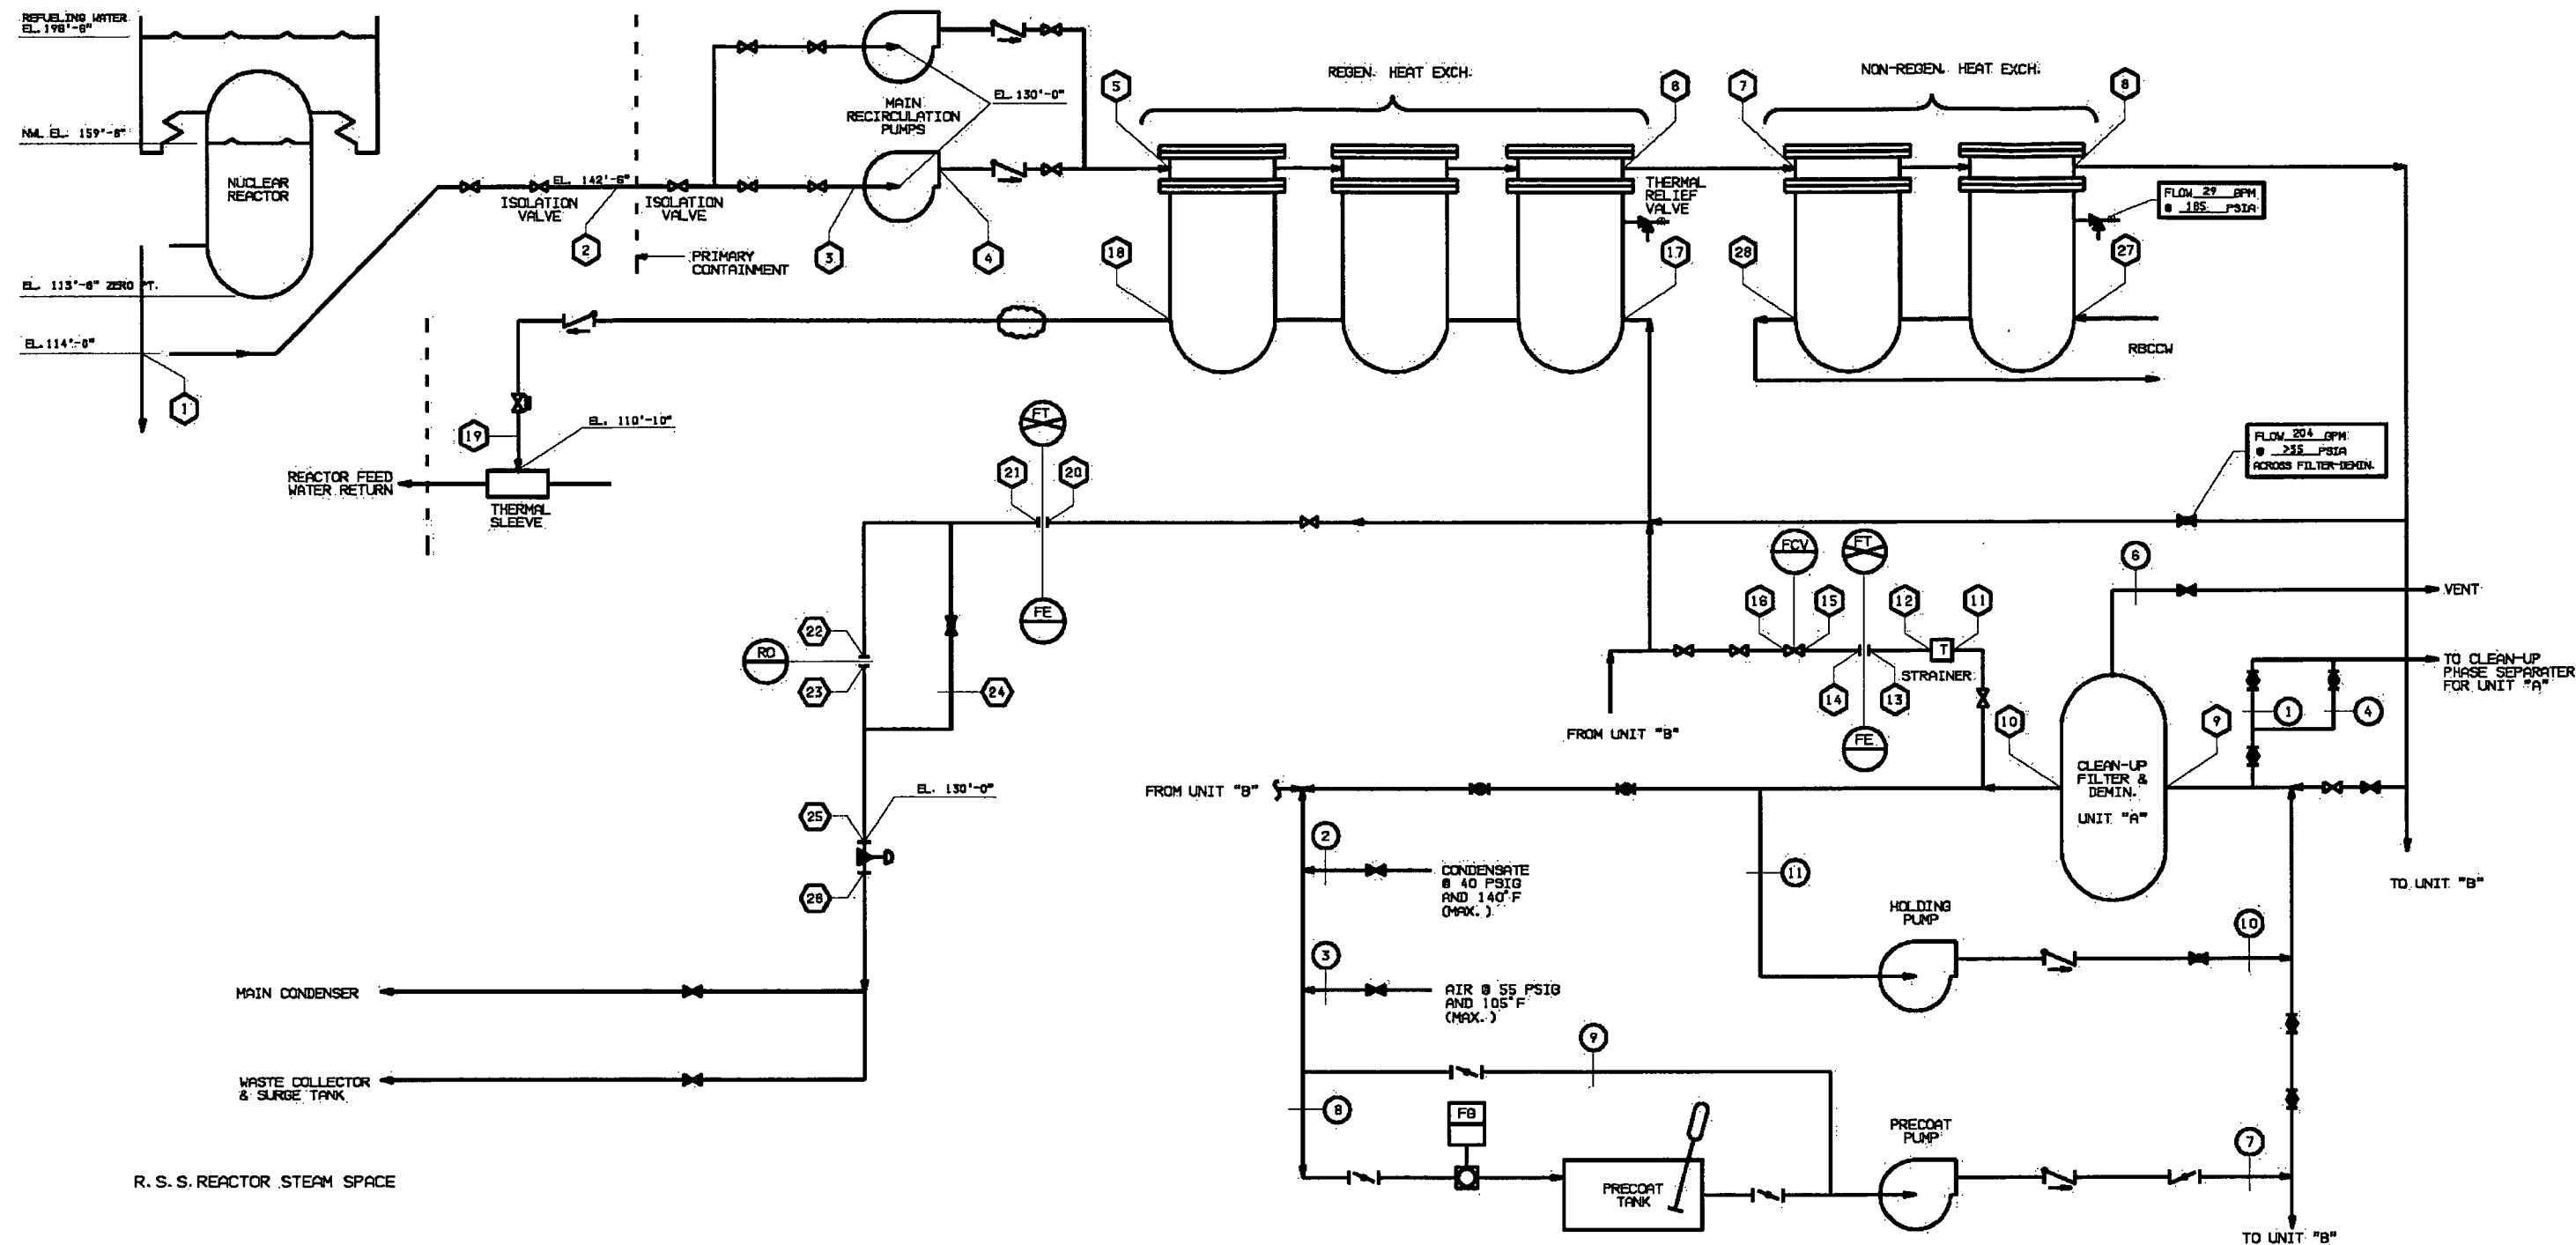 REFUELING WATER
EL. 198'-8"
NWL EL. 159'-8"
NUCLEAR
REACTOR
EL. 113'-8" ZERO PT.
EL. 114'-0"
1
EL. 142'-6"
ISOLATION
VALVE
2
ISOLATION
VALVE
PRIMARY
CONTAINMENT
MAIN
RECIRCULATION
PUMPS
EL. 130'-0"
3
4
REGEN. HEAT EXCH.
5
6
THERMAL
RELIEF
VALVE
18
17
NON-REGEN. HEAT EXCH.
7
8
FLOW 29 GPM
@ 185 PSIA
28
27
RBCCW
19
EL. 110'-10"
REACTOR FEED
WATER RETURN
THERMAL
SLEEVE
FT
21
20
FE
FLOW 204 GPM
@ >35 PSIA
ACROSS FILTER-DEMIN.
RO
22
23
24
FCV
FT
16
15
12
11
T
STRAINER
14
13
FE
FROM UNIT "B"
6
VENT
TO CLEAN-UP
PHASE SEPARATER
FOR UNIT "A"
1
4
10
9
CLEAN-UP
FILTER &
DEMIN.
UNIT "A"
TO UNIT "B"
EL. 130'-0"
25
26
FROM UNIT "B"
2
CONDENSATE
@ 40 PSIG
AND 140°F
(MAX.)
3
AIR @ 55 PSIG
AND 105°F
(MAX.)
11
HOLDING
PUMP
10
MAIN CONDENSER
WASTE COLLECTOR
& SURGE TANK
9
8
FG
PRECOAT
TANK
PRECOAT
PUMP
7
TO UNIT "B"
R.S.S. REACTOR STEAM SPACE